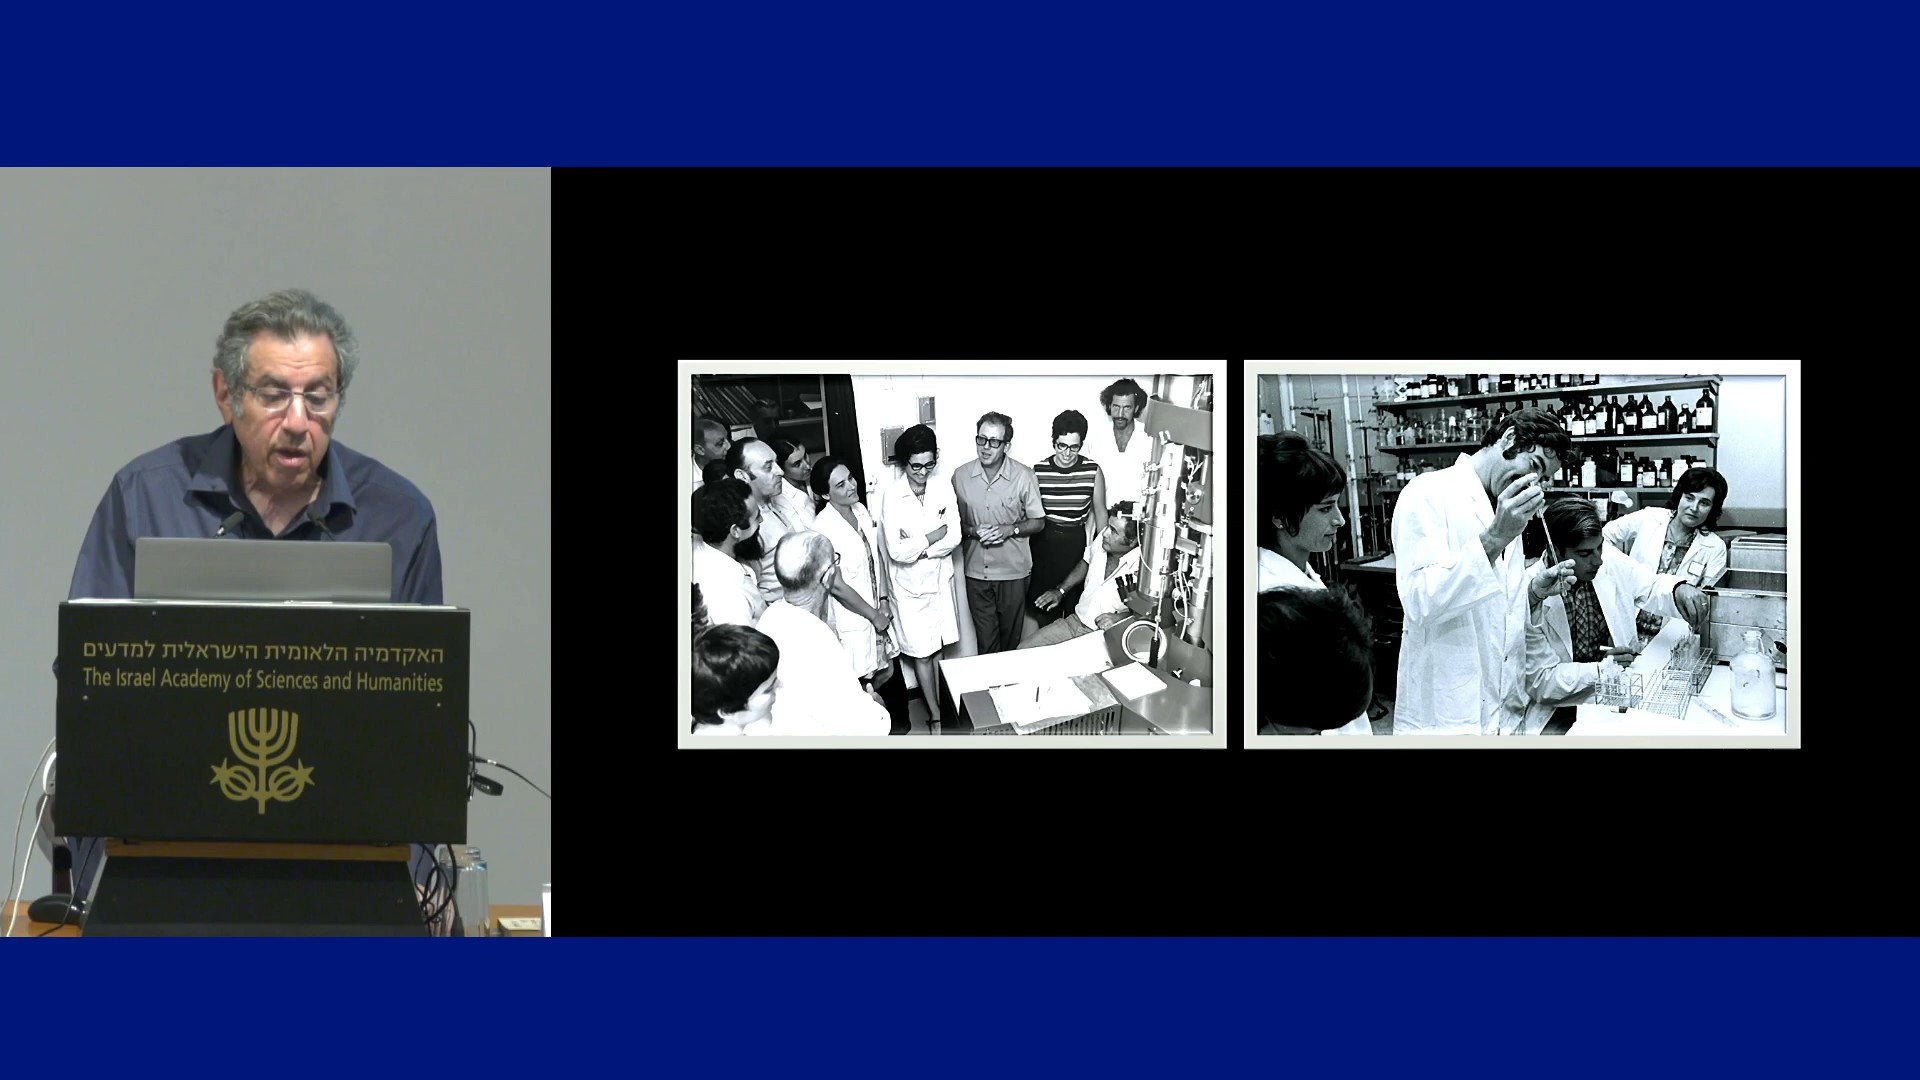 האקדמיה הלאומית הישראלית למדעים
The Israel Academy of Sciences and Humanities